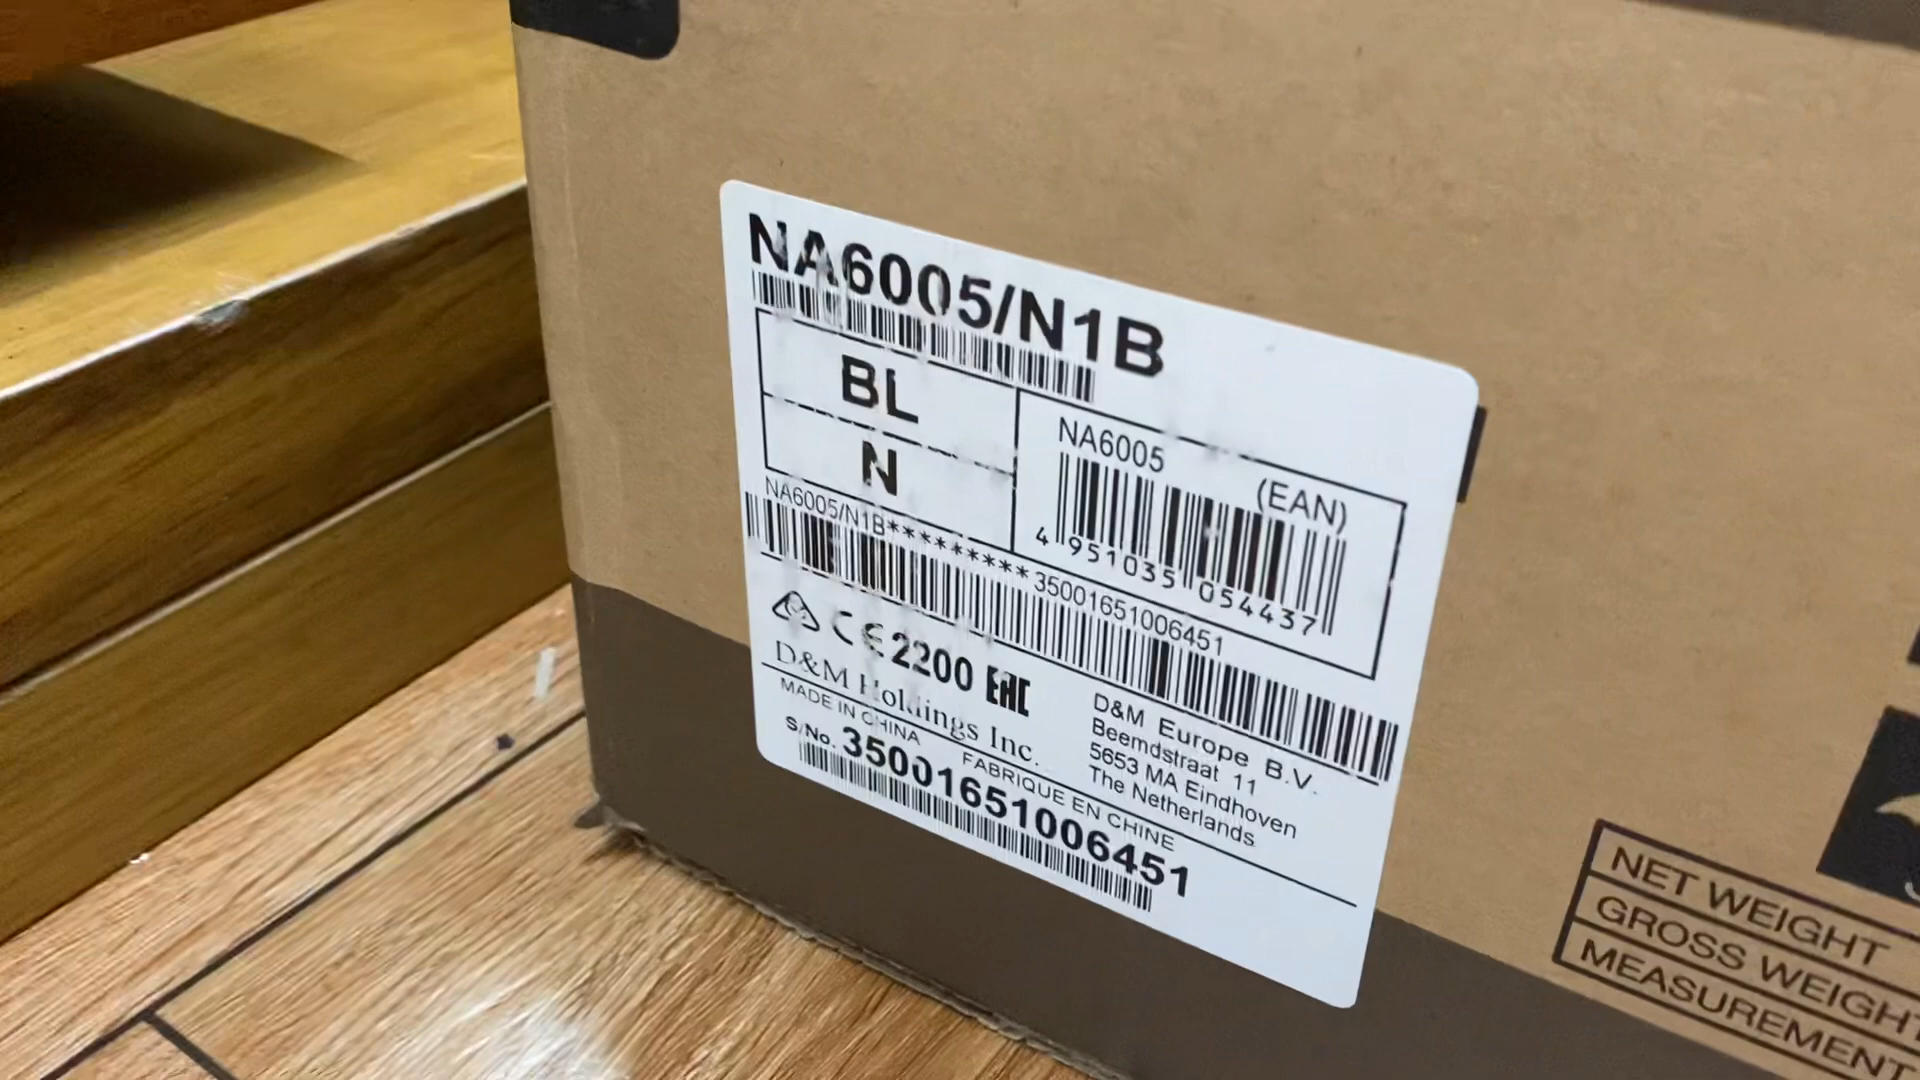 NA6005/N1B
BL
N
NA6005
(EAN)
4 951035 054437
NA6005/N1B*********35001651006451
CE 2200 EAC
D&M Holdings Inc.
MADE IN CHINA FABRIQUE EN CHINE
S/No. 35001651006451
D&M Europe B.V.
Beemdstraat 11
5653 MA Eindhoven
The Netherlands
NET WEIGHT
GROSS WEIGHT
MEASUREMENT